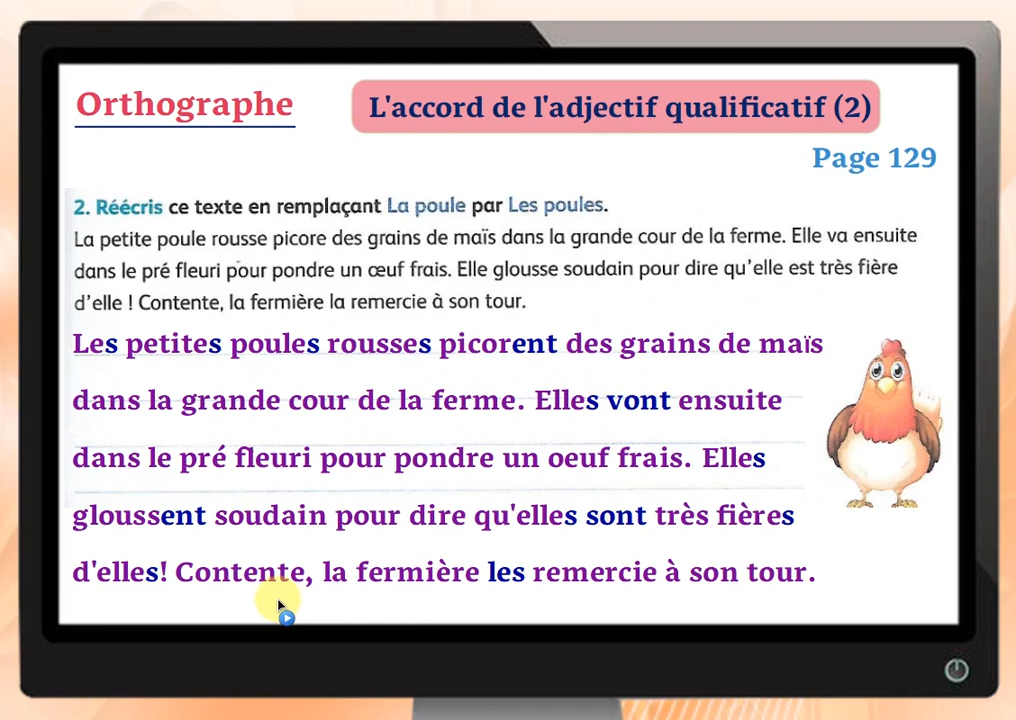 Orthographe
L'accord de l'adjectif qualificatif (2)
Page 129
2. Réécris ce texte en remplaçant La poule par Les poules.
La petite poule rousse picore des grains de maïs dans la grande cour de la ferme. Elle va ensuite
dans le pré fleuri pour pondre un œuf frais. Elle glousse soudain pour dire qu'elle est très fière
d'elle ! Contente, la fermière la remercie à son tour.
Les petites poules rousses picorent des grains de maïs
dans la grande cour de la ferme. Elles vont ensuite
dans le pré fleuri pour pondre un oeuf frais. Elles
gloussent soudain pour dire qu'elles sont très fières
d'elles! Contente, la fermière les remercie à son tour.